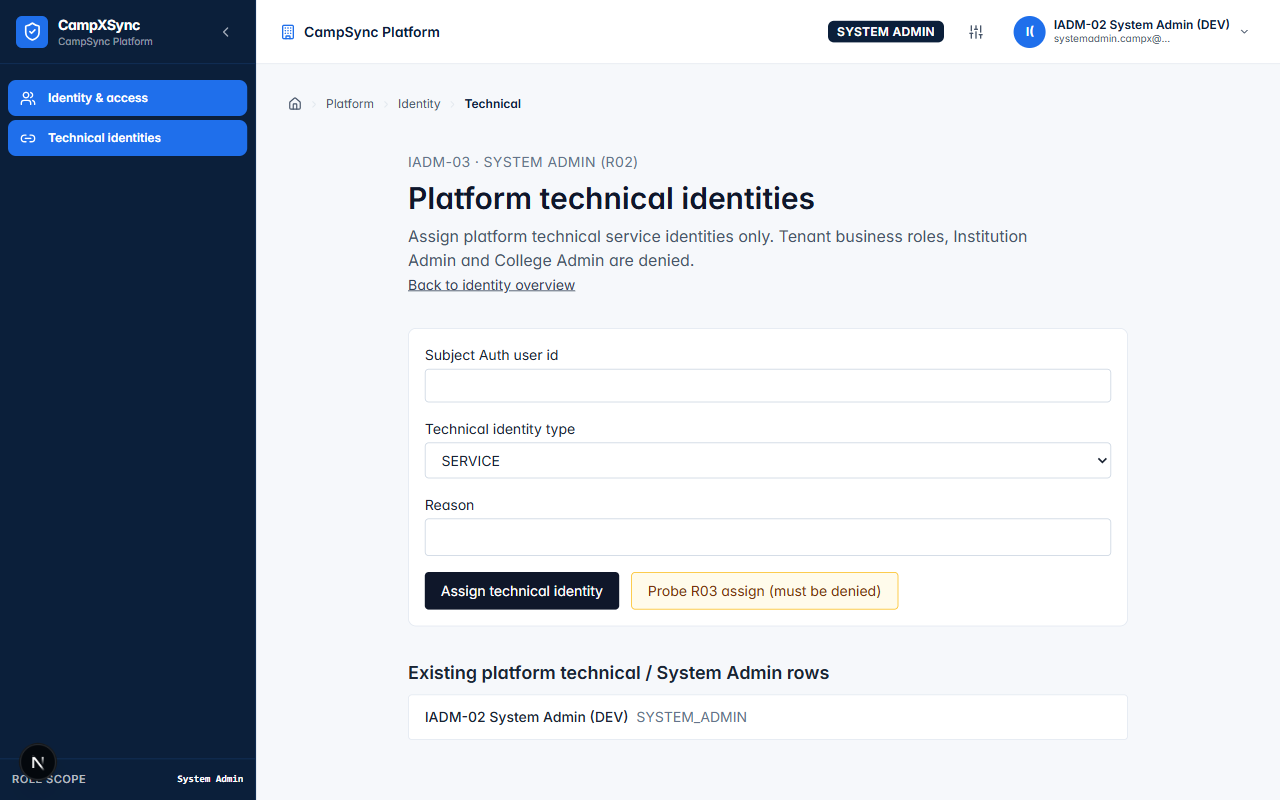 CampXSync
CampSync Platform
Identity & access
Technical identities
ROLE SCOPE
System Admin
CampSync Platform
SYSTEM ADMIN
I(
IADM-02 System Admin (DEV)
systemadmin.campx@...
Platform
Identity
Technical
IADM-03 · SYSTEM ADMIN (R02)
Platform technical identities
Assign platform technical service identities only. Tenant business roles, Institution
Admin and College Admin are denied.
Back to identity overview
Subject Auth user id
Technical identity type
SERVICE
Reason
Assign technical identity
Probe R03 assign (must be denied)
Existing platform technical / System Admin rows
IADM-02 System Admin (DEV) SYSTEM_ADMIN
N